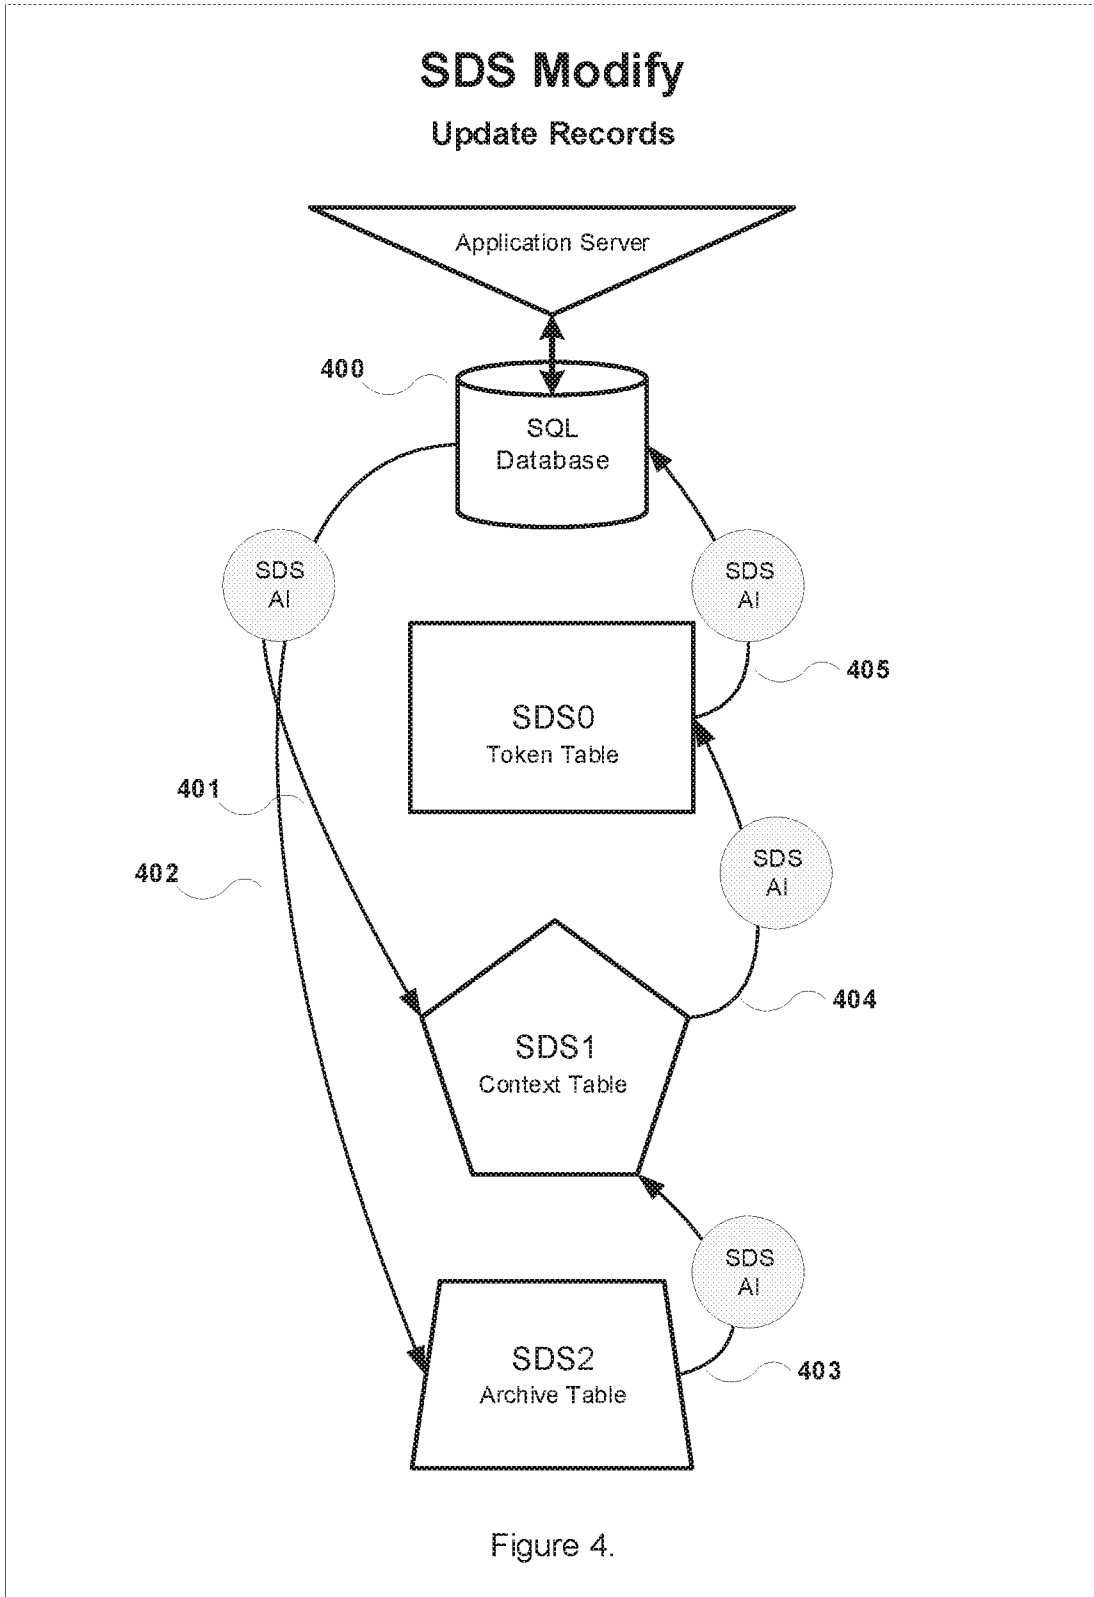 SDS Modify
Update Records
Application Server
400
SQL
Database
SDS
AI
SDS
AI
405
SDS0
Token Table
401
402
SDS
AI
404
SDS1
Context Table
SDS
AI
SDS2
Archive Table
403
Figure 4.